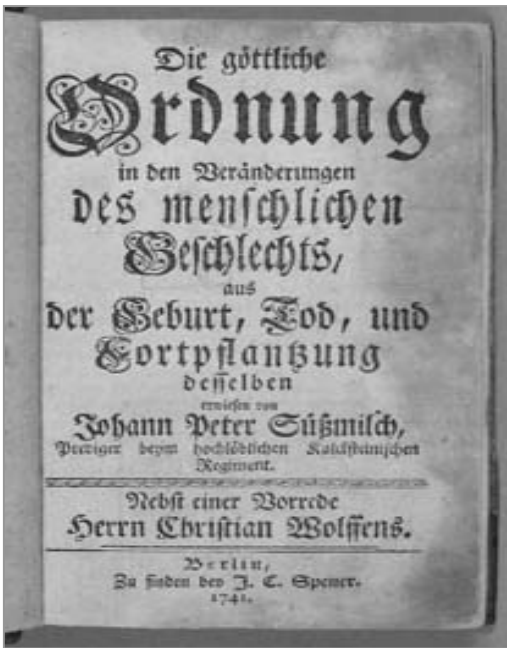 Die göttliche
Ordnung
in den Veränderungen
des menschlichen
Geschlechts,
aus
der Geburt, Tod, und
Fortpflantzung
desselben
erwiesen von
Johann Peter Süßmilch,
Prediger beym hochlöblichen Kalcksteinischen
Regiment.
Nebst einer Vorrede
Herrn Christian Wolffens.
Berlin,
Zu finden bey J. C. Spener.
1741.